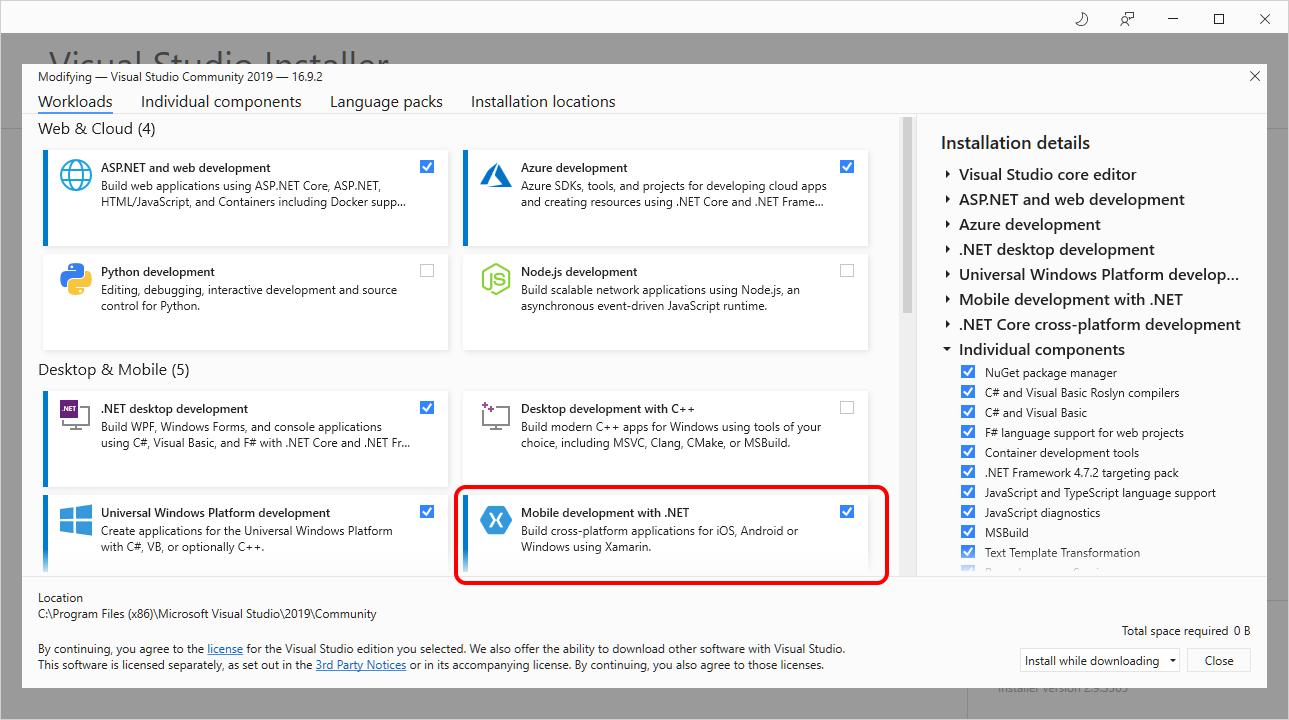 Visual Studio Installer
Modifying — Visual Studio Community 2019 — 16.9.2
Workloads
Individual components
Language packs
Installation locations
Web & Cloud (4)
ASP.NET and web development
Build web applications using ASP.NET Core, ASP.NET,
HTML/JavaScript, and Containers including Docker supp...
Azure development
Azure SDKs, tools, and projects for developing cloud apps
and creating resources using .NET Core and .NET Frame...
Python development
Editing, debugging, interactive development and source
control for Python.
JS
Node.js development
Build scalable network applications using Node.js, an
asynchronous event-driven JavaScript runtime.
Desktop & Mobile (5)
.NET
.NET desktop development
Build WPF, Windows Forms, and console applications
using C#, Visual Basic, and F# with .NET Core and .NET Fr...
Desktop development with C++
Build modern C++ apps for Windows using tools of your
choice, including MSVC, Clang, CMake, or MSBuild.
Universal Windows Platform development
Create applications for the Universal Windows Platform
with C#, VB, or optionally C++.
Mobile development with .NET
Build cross-platform applications for iOS, Android or
Windows using Xamarin.
Installation details
Visual Studio core editor
ASP.NET and web development
Azure development
.NET desktop development
Universal Windows Platform develop...
Mobile development with .NET
.NET Core cross-platform development
Individual components
NuGet package manager
C# and Visual Basic Roslyn compilers
C# and Visual Basic
F# language support for web projects
Container development tools
.NET Framework 4.7.2 targeting pack
JavaScript and TypeScript language support
JavaScript diagnostics
MSBuild
Text Template Transformation
Location
C:\Program Files (x86)\Microsoft Visual Studio\2019\Community
By continuing, you agree to the license for the Visual Studio edition you selected. We also offer the ability to download other software with Visual Studio.
This software is licensed separately, as set out in the 3rd Party Notices or in its accompanying license. By continuing, you also agree to those licenses.
Total space required 0 B
Install while downloading
Close
Installer version